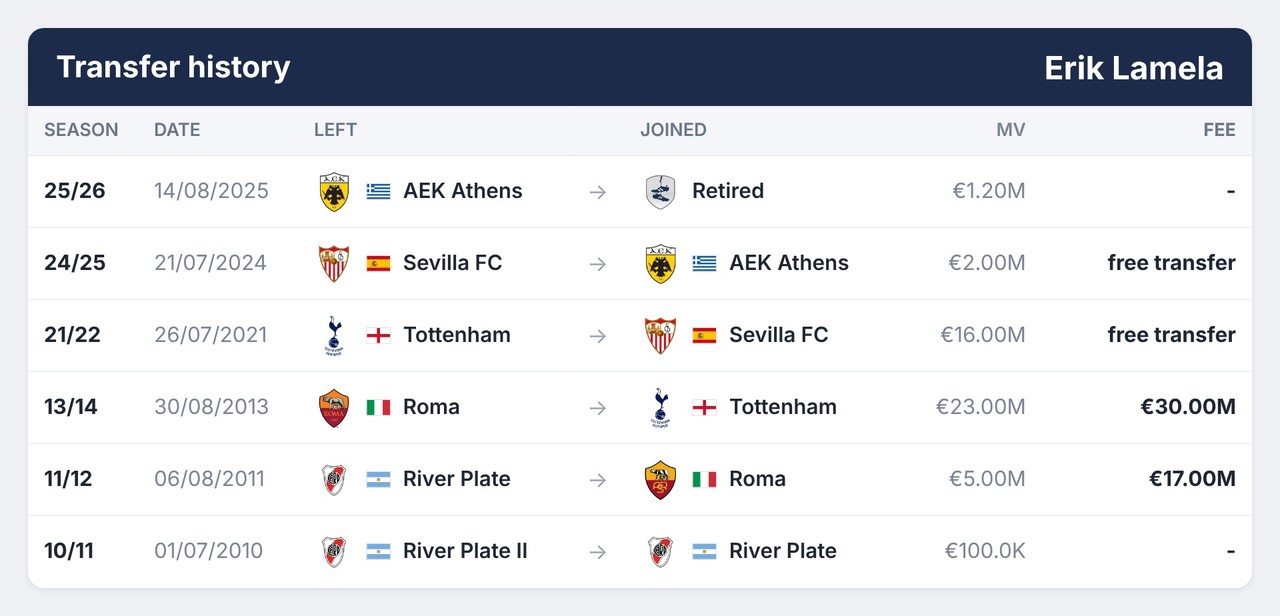 Transfer history Erik Lamela
SEASON DATE LEFT JOINED MV FEE
25/26 14/08/2025 AEK Athens → Retired €1.20M -
24/25 21/07/2024 Sevilla FC → AEK Athens €2.00M free transfer
21/22 26/07/2021 Tottenham → Sevilla FC €16.00M free transfer
13/14 30/08/2013 Roma → Tottenham €23.00M €30.00M
11/12 06/08/2011 River Plate → Roma €5.00M €17.00M
10/11 01/07/2010 River Plate II → River Plate €100.0K -